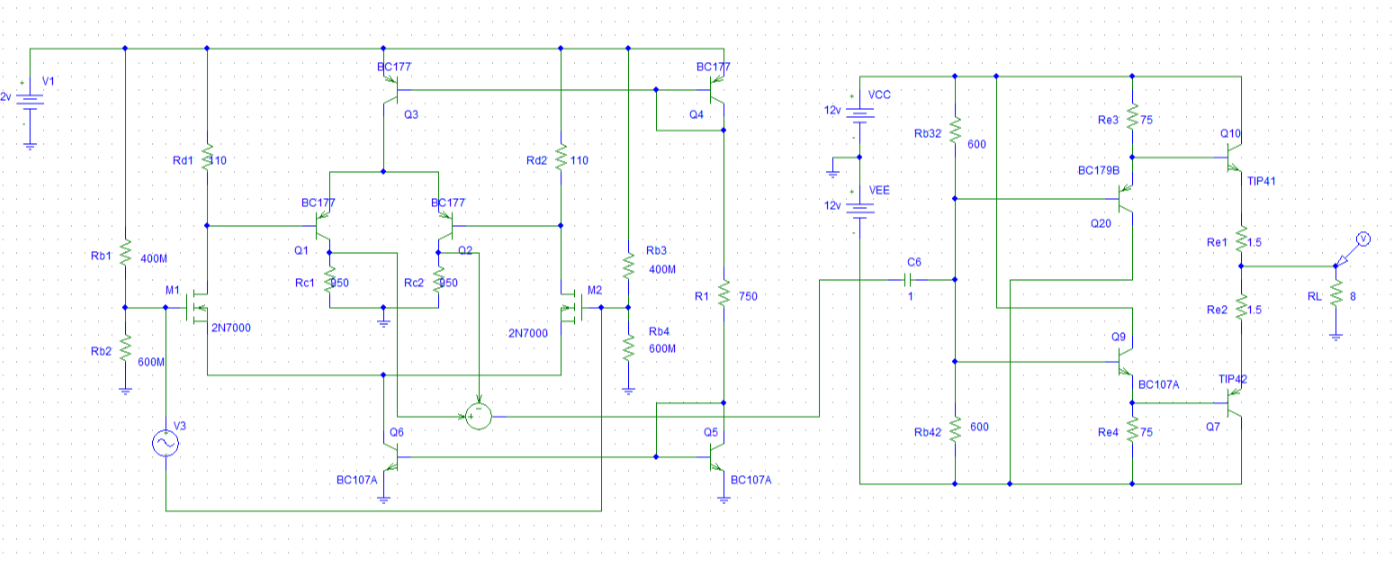 BC177
BC177
V1
2v
Q3
Q4
VCC
12v
Rb32
600
Re3
75
Q10
TIP41
Rd1
110
Rd2
110
BC179B
Q20
VEE
12v
BC177
BC177
Q1
Q2
Rb1
400M
Rb3
400M
Rc1
950
Rc2
950
C6
1
Re1
1.5
V
M1
2N7000
M2
2N7000
R1
750
RL
8
Re2
1.5
Rb2
600M
Rb4
600M
Q9
BC107A
TIP42
Q7
V3
+
-
Q6
BC107A
Q5
BC107A
Rb42
600
Re4
75